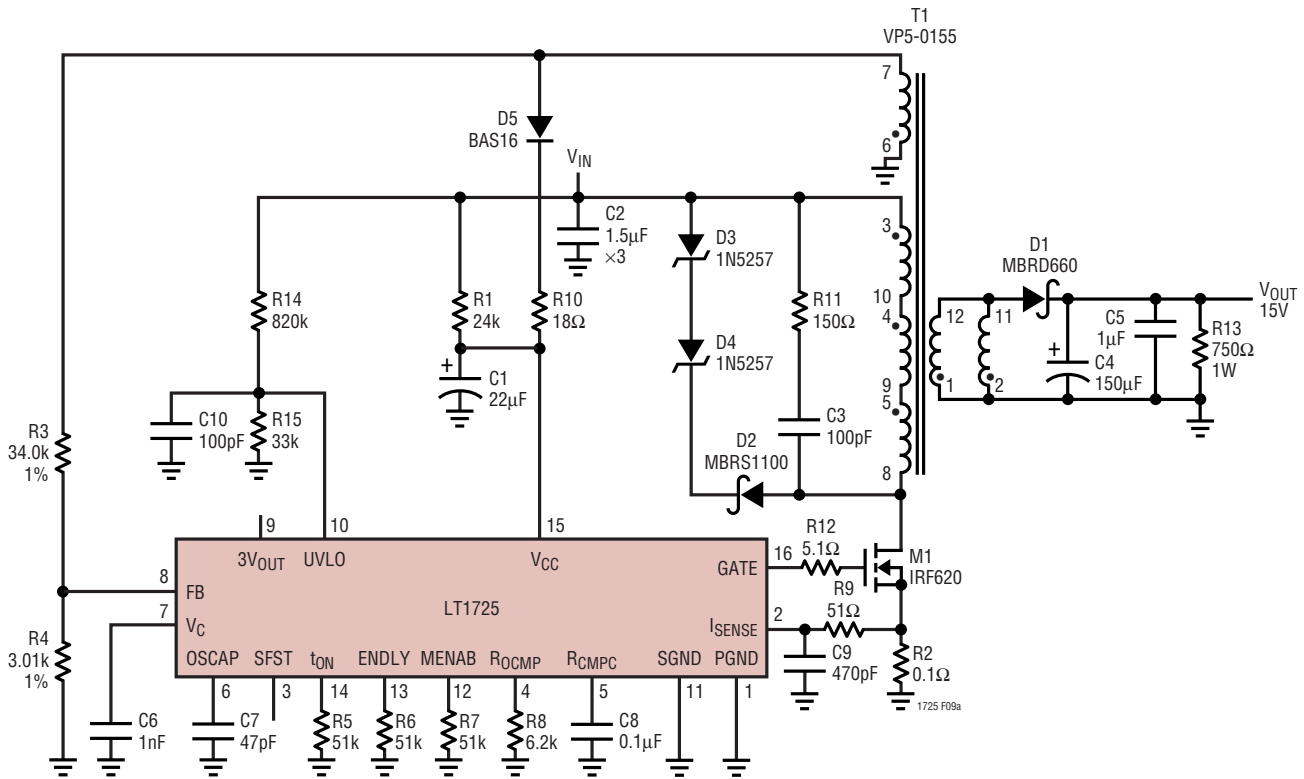 T1
VP5-0155
7
D5
BAS16
6
VIN
C2
1.5µF
×3
3
D3
1N5257
D1
MBRD660
R14
820k
R1
24k
R10
18Ω
R11
150Ω
10
4
12
11
VOUT
15V
C5
1µF
R13
750Ω
1W
D4
1N5257
+
C1
22µF
+
C4
150µF
9
5
1
2
C10
100pF
R15
33k
C3
100pF
R3
34.0k
1%
D2
MBRS1100
8
9
10
15
R12
5.1Ω
3VOUT
UVLO
VCC
GATE
16
M1
IRF620
8
FB
R9
51Ω
7
VC
LT1725
ISENSE
2
R4
3.01k
1%
OSCAP
SFST
tON
ENDLY
MENAB
ROCMP
RCMPC
SGND
PGND
C9
470pF
R2
0.1Ω
6
3
14
13
12
4
5
11
1
1725 F09a
C6
1nF
C7
47pF
R5
51k
R6
51k
R7
51k
R8
6.2k
C8
0.1µF